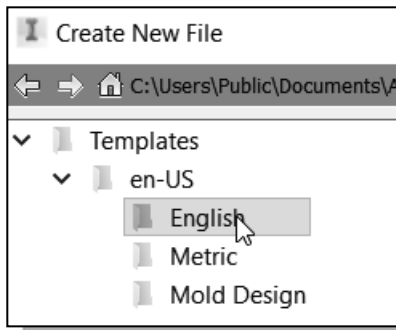 Create New File
C:\Users\Public\Documents\A
Templates
en-US
English
Metric
Mold Design